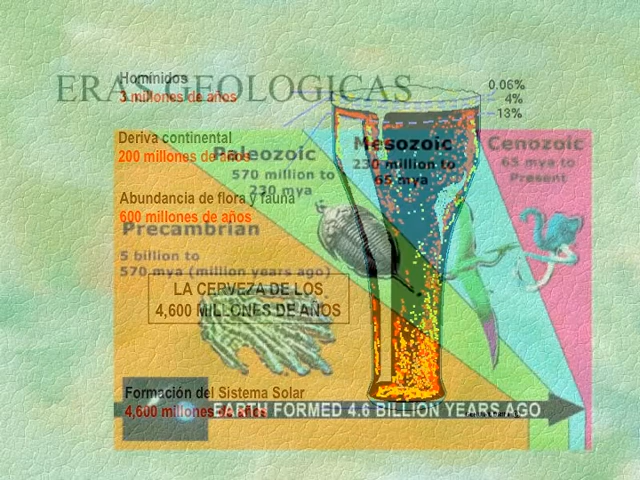 ERAS GEOLOGICAS
Homínidos
3 millones de años
0.06%
4%
13%
Deriva continental
200 millones de años
Paleozoic
570 million to
230 mya
Mesozoic
230 million to
65 mya
Cenozoic
65 mya to
Present
Abundancia de flora y fauna
600 millones de años
Precambrian
5 billion to
570 mya (million years ago)
LA CERVEZA DE LOS
4,600 MILLONES DE AÑOS
Formación del Sistema Solar
4,600 millones de años
EARTH FORMED 4.6 BILLION YEARS AGO